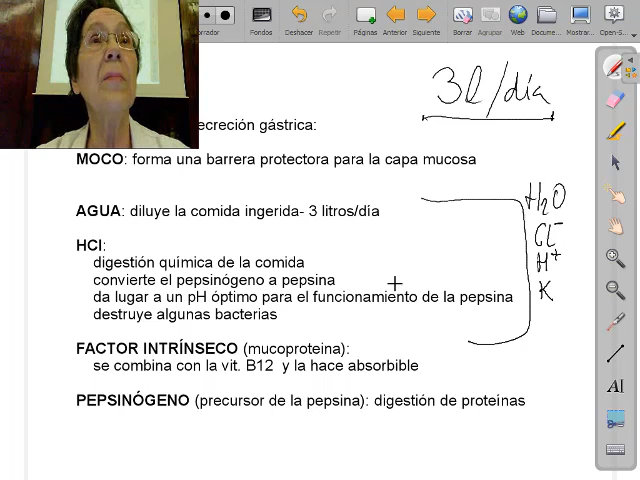 Borrador
Fondos
Deshacer
Repetir
Páginas
Anterior
Siguiente
Borrar
Agrupar
Web
Docume...
Mostrar...
Open-S...
3l/día
secreción gástrica:
MOCO: forma una barrera protectora para la capa mucosa
AGUA: diluye la comida ingerida- 3 litros/día
H2O
Cl-
H+
K
HCl:
digestión química de la comida
convierte el pepsinógeno a pepsina
da lugar a un pH óptimo para el funcionamiento de la pepsina
destruye algunas bacterias
FACTOR INTRÍNSECO (mucoproteina):
se combina con la vit. B12 y la hace absorbible
PEPSINÓGENO (precursor de la pepsina): digestión de proteínas